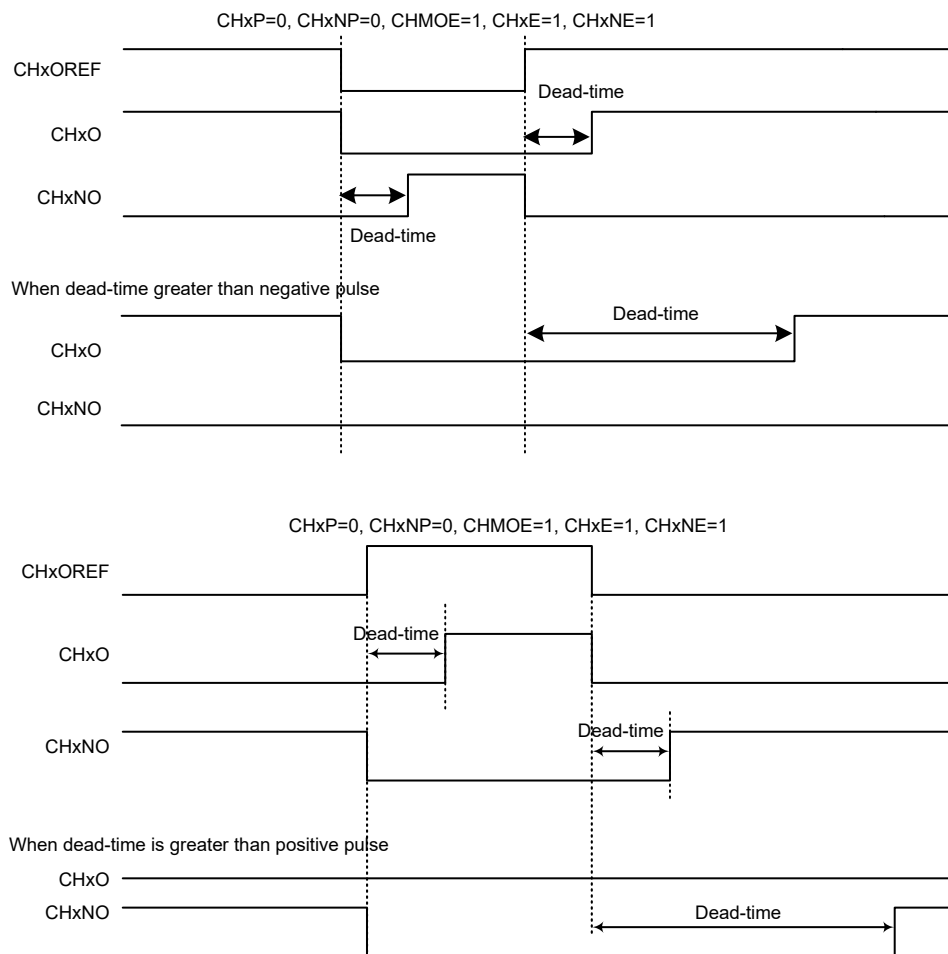 CHxP=0, CHxNP=0, CHMOE=1, CHxE=1, CHxNE=1
CHxOREF
Dead-time
CHxO
CHxNO
Dead-time
When dead-time greater than negative pulse
Dead-time
CHxO
CHxNO
CHxP=0, CHxNP=0, CHMOE=1, CHxE=1, CHxNE=1
CHxOREF
Dead-time
CHxO
Dead-time
CHxNO
When dead-time is greater than positive pulse
CHxO
CHxNO
Dead-time